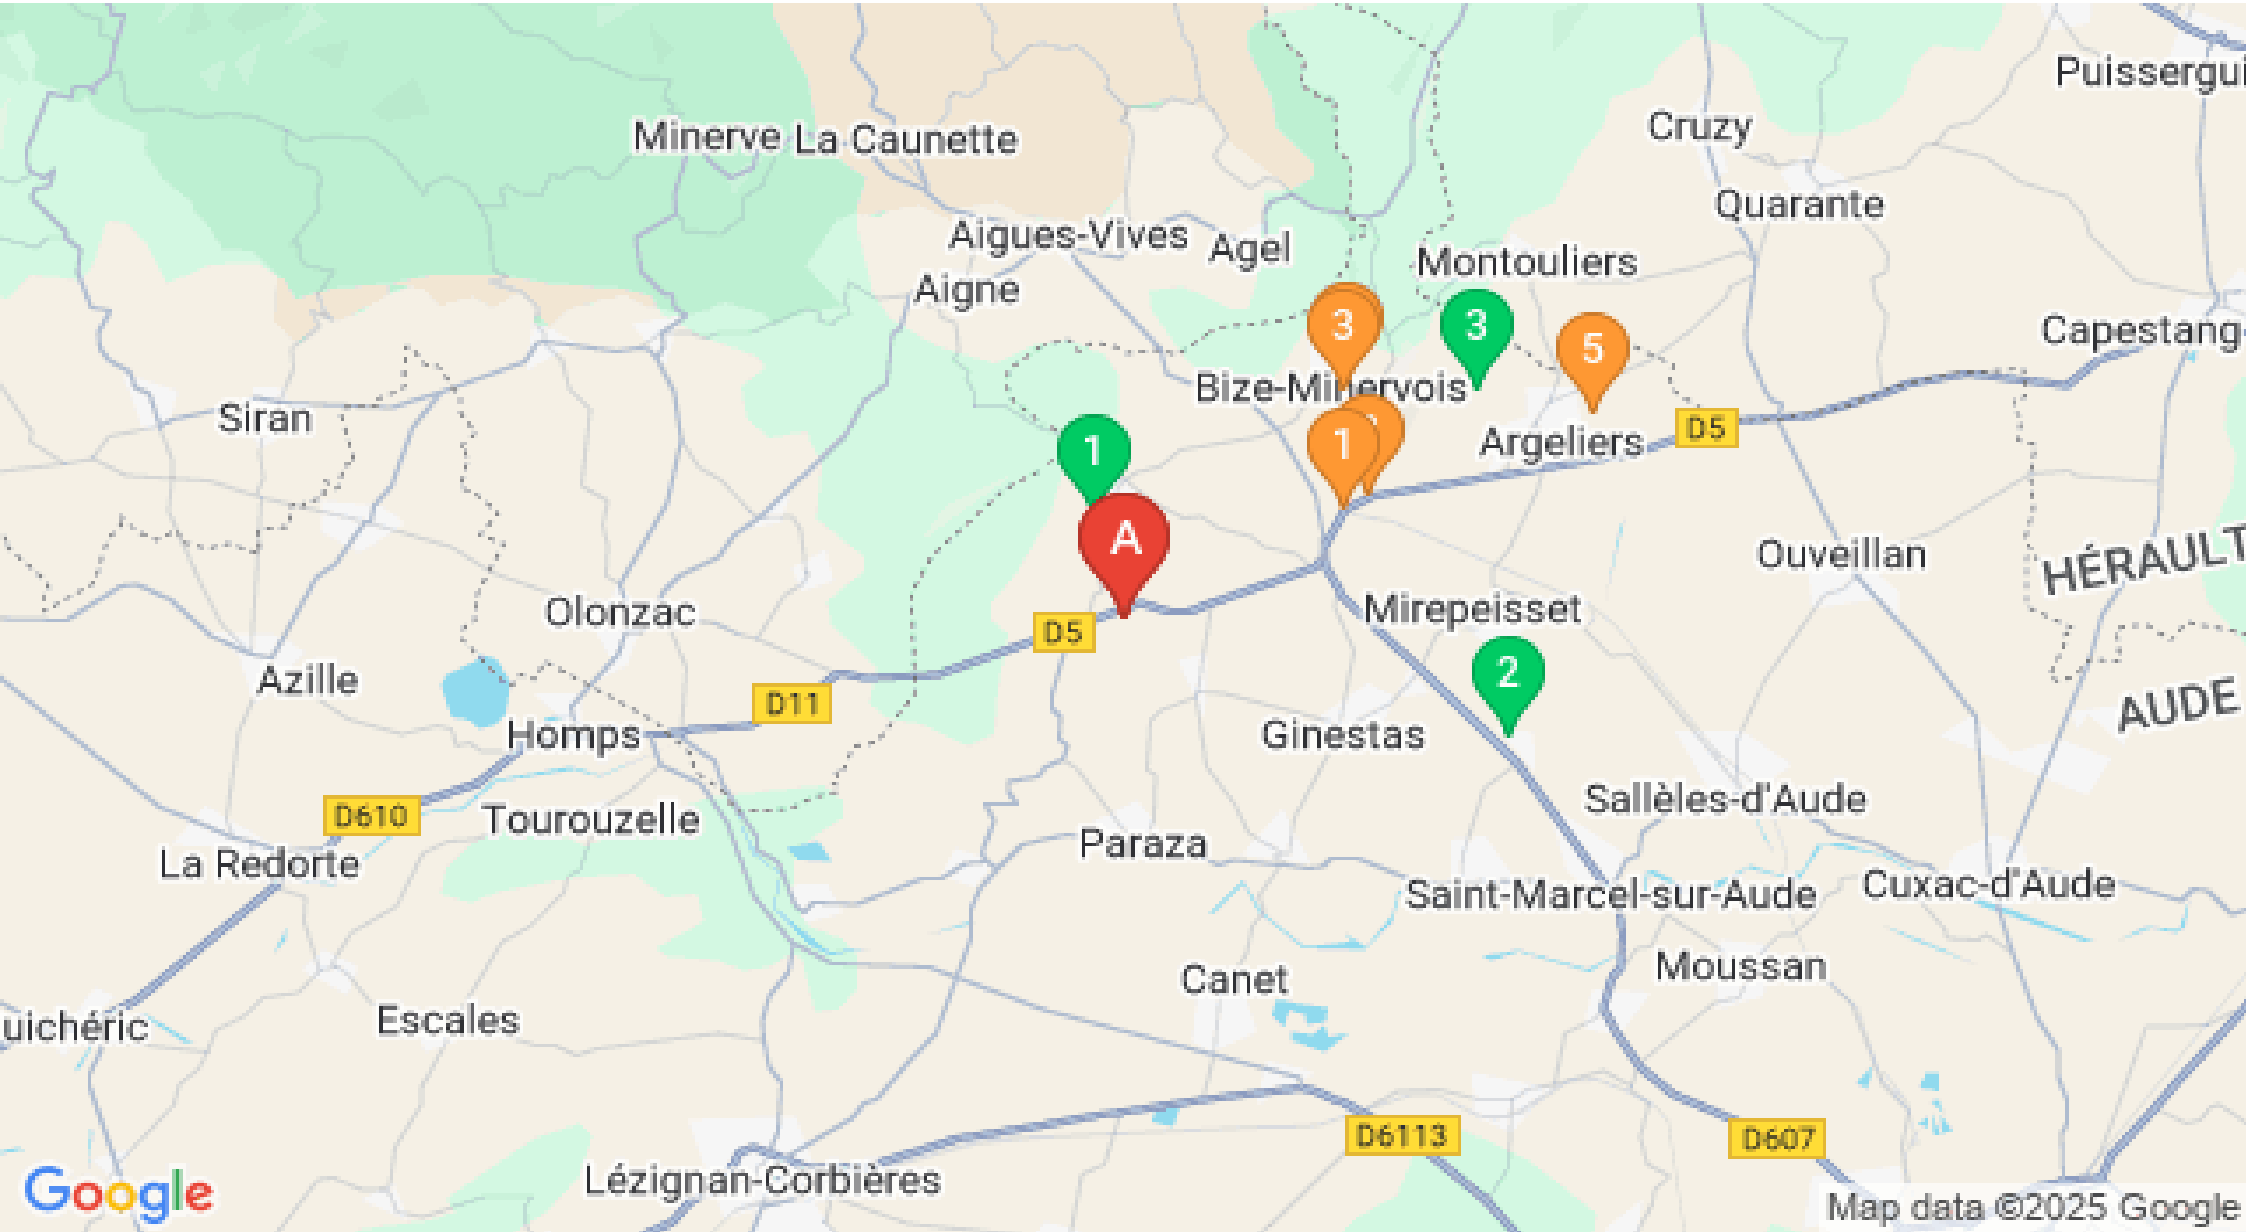 Puissergui
Cruzy
Minerve
La Caunette
Quarante
Aigues-Vives
Agel
Montouliers
Aigne
3
3
5
Capestang
Bize-Minervois
Siran
D5
Argeliers
1
1
A
Ouveillan
HÉRAULT
Olonzac
Mirepeisset
D5
2
Azille
D11
AUDE
Homps
Ginestas
Sallèles-d'Aude
D610
Tourouzelle
Paraza
La Redorte
Saint-Marcel-sur-Aude
Cuxac-d'Aude
Moussan
Canet
Escales
uichéric
D6113
D607
Lézignan-Corbières
Google
Map data ©2025 Google